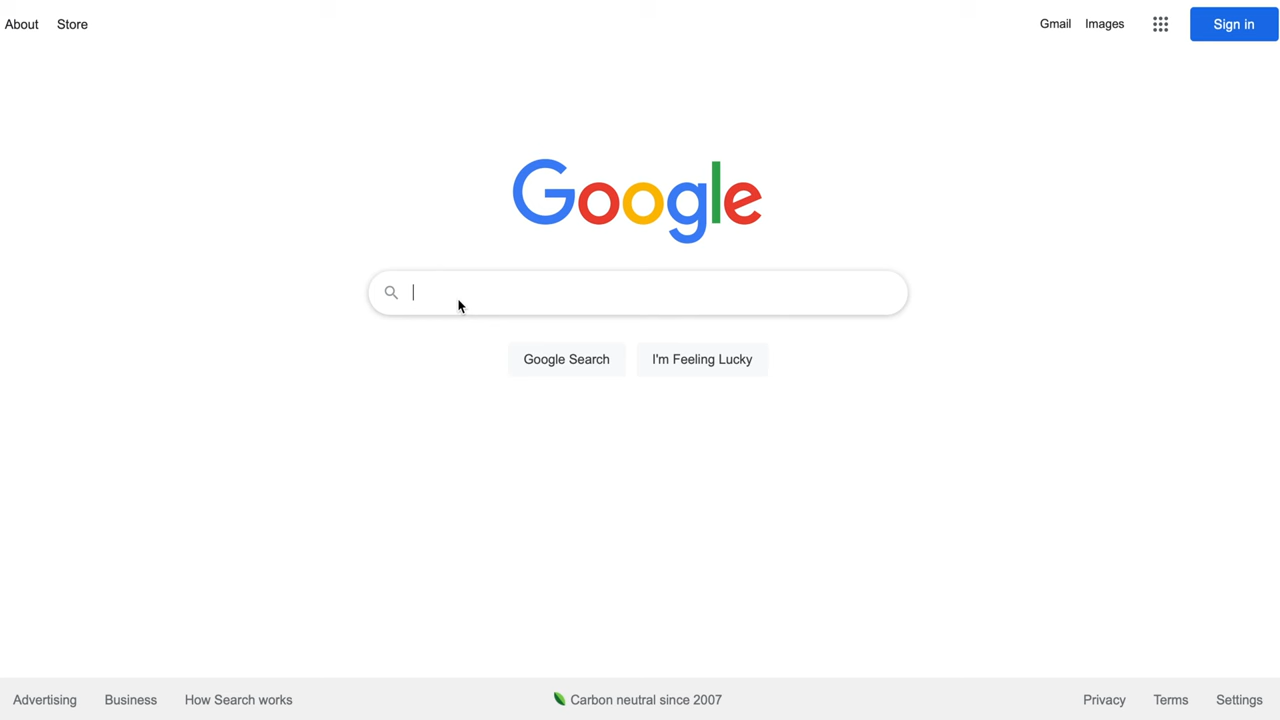 About Store Gmail Images Sign in
Google
Google Search I'm Feeling Lucky
Advertising Business How Search works Carbon neutral since 2007 Privacy Terms Settings